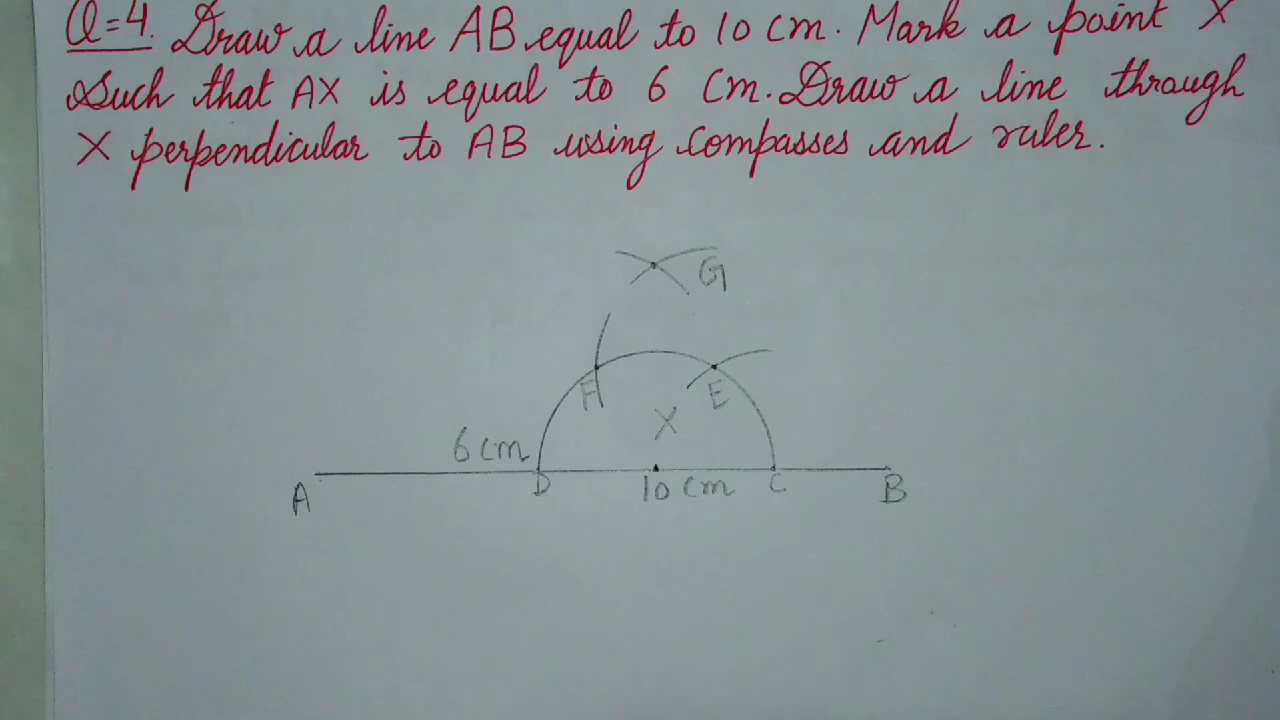 Q=4. Draw a line AB equal to 10 cm. Mark a point X
Such that AX is equal to 6 cm. Draw a line through
X perpendicular to AB using compasses and ruler.
G
F E
X
6 cm
A D 10 cm C B